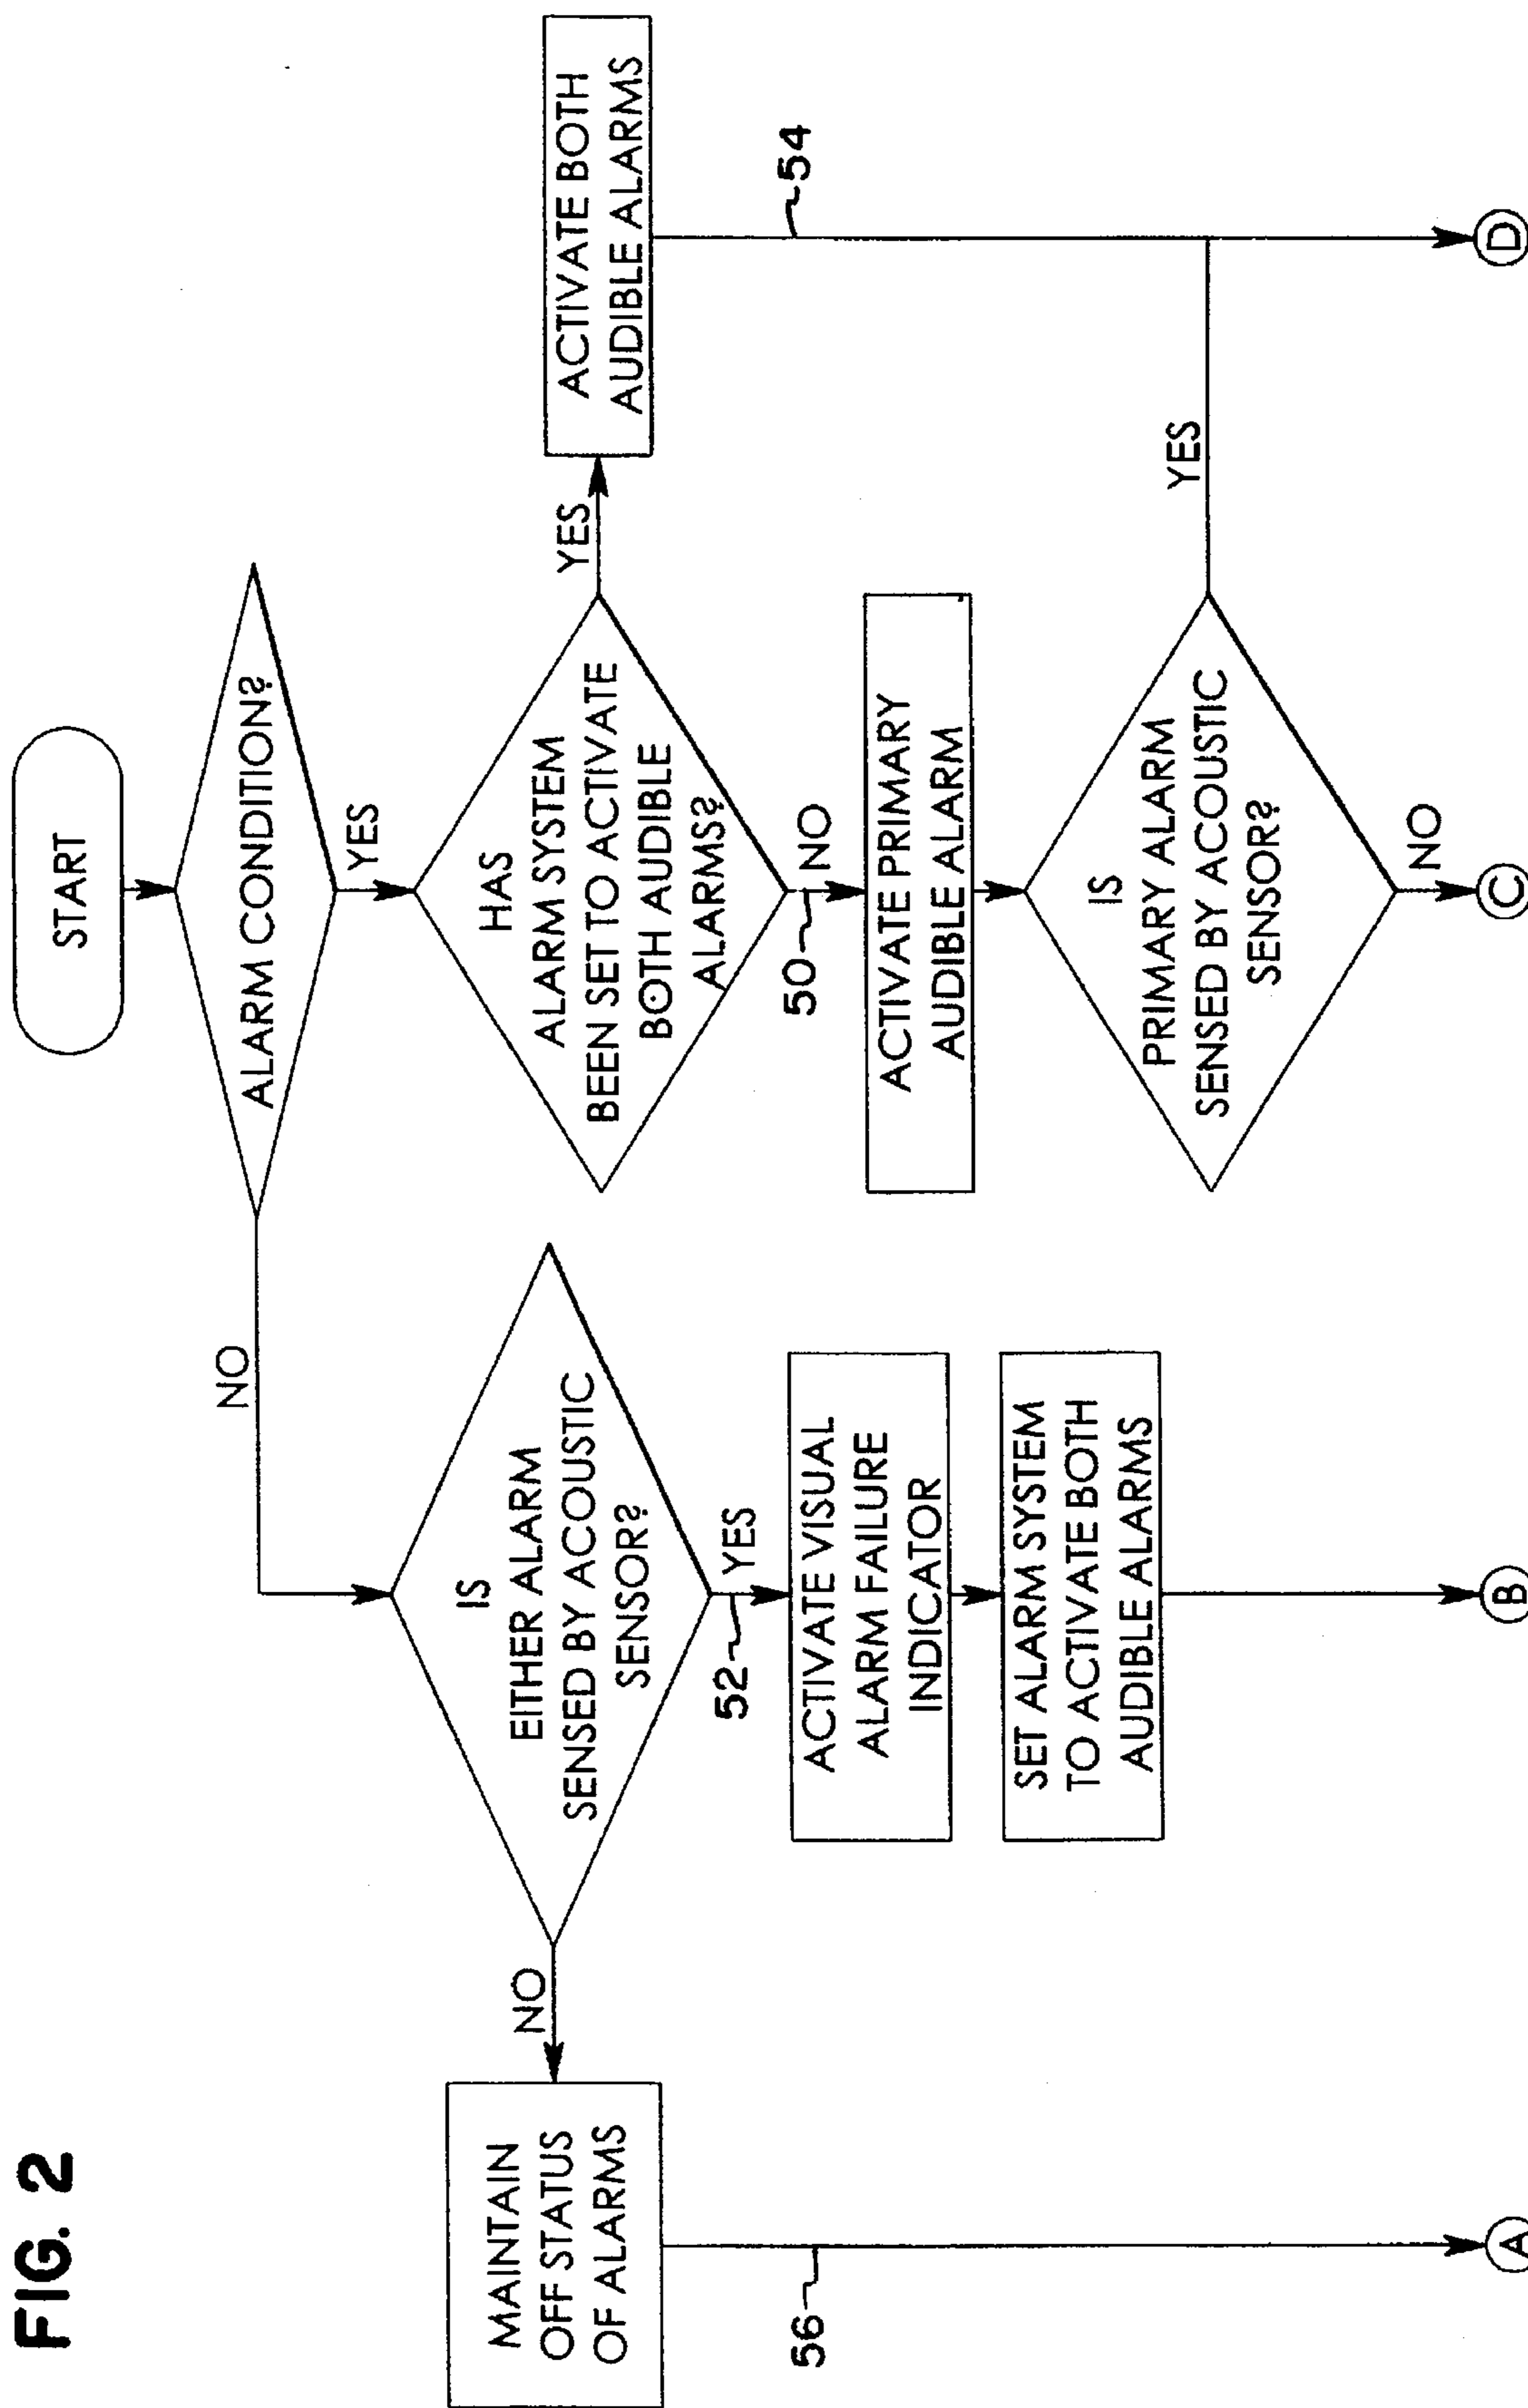 FIG. 2
START
ALARM CONDITION?
NO
YES
HAS
ALARM SYSTEM
BEEN SET TO ACTIVATE
BOTH AUDIBLE
ALARMS?
YES
ACTIVATE BOTH
AUDIBLE ALARMS
54
NO
50
ACTIVATE PRIMARY
AUDIBLE ALARM
IS
PRIMARY ALARM
SENSED BY ACOUSTIC
SENSOR?
YES
NO
IS
EITHER ALARM
SENSED BY ACOUSTIC
SENSOR?
NO
YES
52
ACTIVATE VISUAL
ALARM FAILURE
INDICATOR
SET ALARM SYSTEM
TO ACTIVATE BOTH
AUDIBLE ALARMS
MAINTAIN
OFF STATUS
OF ALARMS
56
A
B
C
D